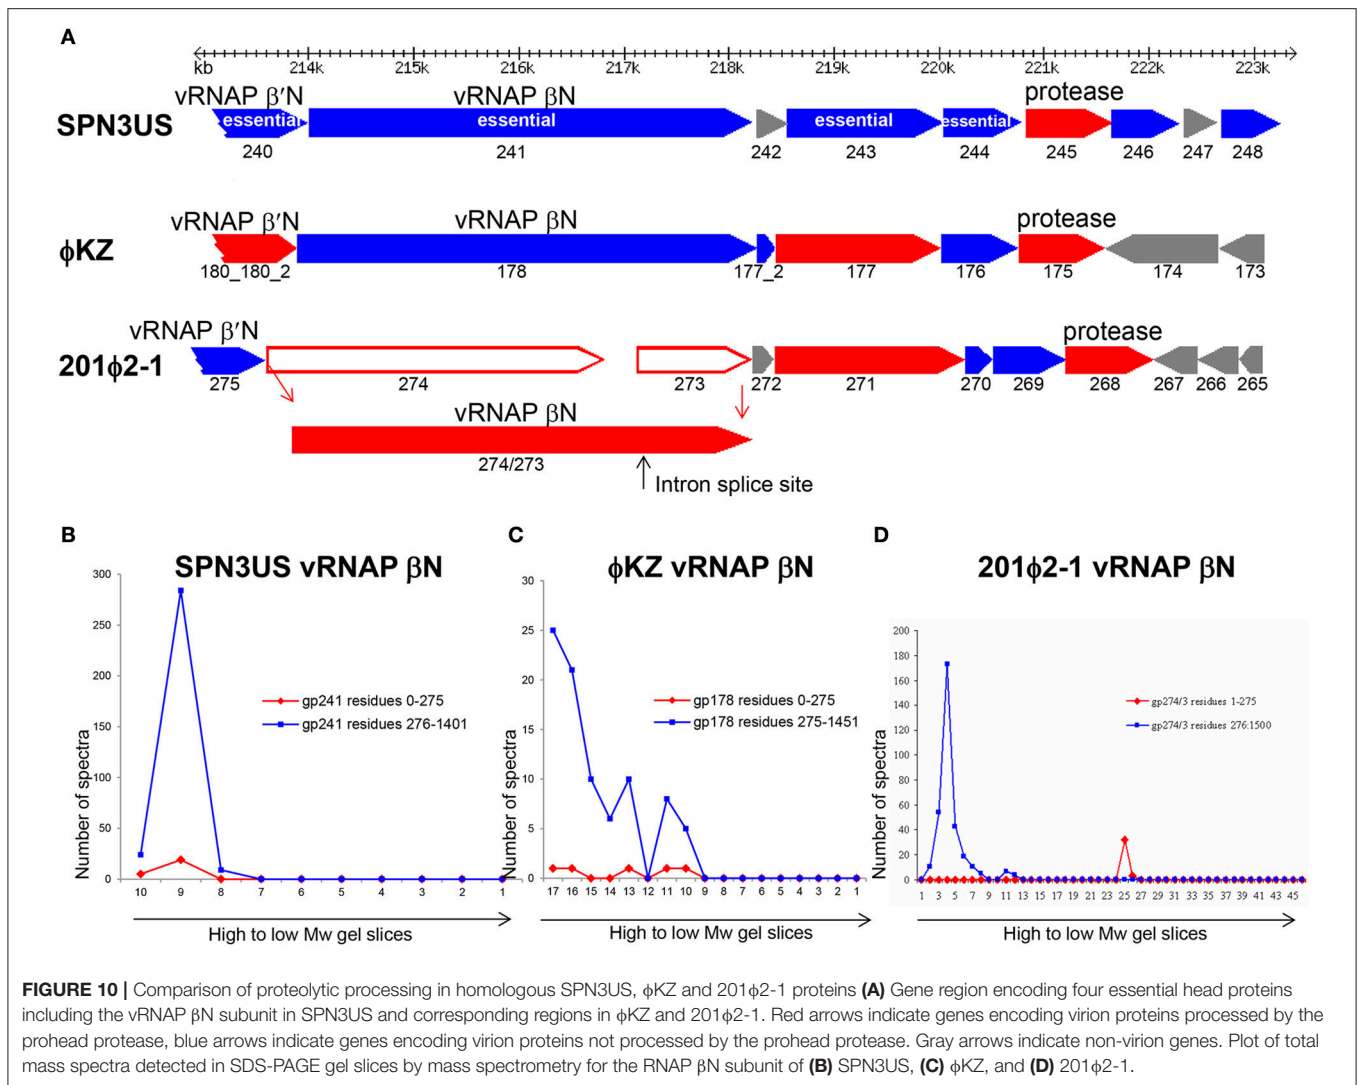 A
kb 214k 215k 216k 217k 218k 219k 220k 221k 222k 223k
vRNAP β'N vRNAP βN protease
SPN3US essential essential essential essential
240 241 242 243 244 245 246 247 248
vRNAP β'N vRNAP βN protease
ϕKZ
180_180_2 178 177_2 177 176 175 174 173
vRNAP β'N protease
201ϕ2-1
275 274 273 272 271 270 269 268 267 266 265
vRNAP βN
274/273
Intron splice site
B
SPN3US vRNAP βN
Number of spectra
300
250
200
150
100
50
0
gp241 residues 0-275
gp241 residues 276-1401
10 9 8 7 6 5 4 3 2 1
High to low Mw gel slices
C
ϕKZ vRNAP βN
Number of spectra
30
25
20
15
10
5
0
gp178 residues 0-275
gp178 residues 275-1451
17 16 15 14 13 12 11 10 9 8 7 6 5 4 3 2 1
High to low Mw gel slices
D
201ϕ2-1 vRNAP βN
Number of spectra
200
180
160
140
120
100
80
60
40
20
0
gp274/3 residues 1-275
gp274/3 residues 276:1500
1 3 5 7 9 11 13 15 17 19 21 23 25 27 29 31 33 35 37 39 41 43 45
High to low Mw gel slices
FIGURE 10 | Comparison of proteolytic processing in homologous SPN3US, ϕKZ and 201ϕ2-1 proteins (A) Gene region encoding four essential head proteins
including the vRNAP βN subunit in SPN3US and corresponding regions in ϕKZ and 201ϕ2-1. Red arrows indicate genes encoding virion proteins processed by the
prohead protease, blue arrows indicate genes encoding virion proteins not processed by the prohead protease. Gray arrows indicate non-virion genes. Plot of total
mass spectra detected in SDS-PAGE gel slices by mass spectrometry for the RNAP βN subunit of (B) SPN3US, (C) ϕKZ, and (D) 201ϕ2-1.